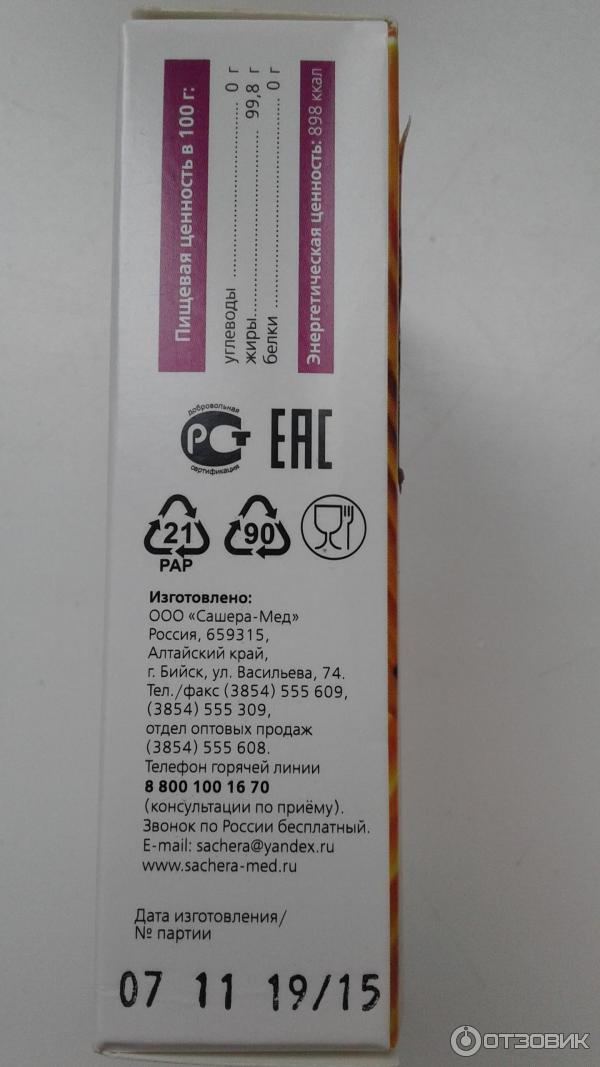 Пищевая ценность в 100 г:
углеводы ........................... 0 г
жиры........................... 99,8 г
белки ........................... 0 г
Энергетическая ценность: 898 ккал
добровольная
РСТ
сертификация
ЕАС
21
PAP
90
Изготовлено:
ООО «Сашера-Мед»
Россия, 659315,
Алтайский край,
г. Бийск, ул. Васильева, 74.
Тел./факс (3854) 555 609,
(3854) 555 309,
отдел оптовых продаж
(3854) 555 608.
Телефон горячей линии
8 800 100 16 70
(консультации по приёму).
Звонок по России бесплатный.
E-mail: sachera@yandex.ru
www.sachera-med.ru
Дата изготовления/
№ партии
07 11 19/15
ОТЗОВИК